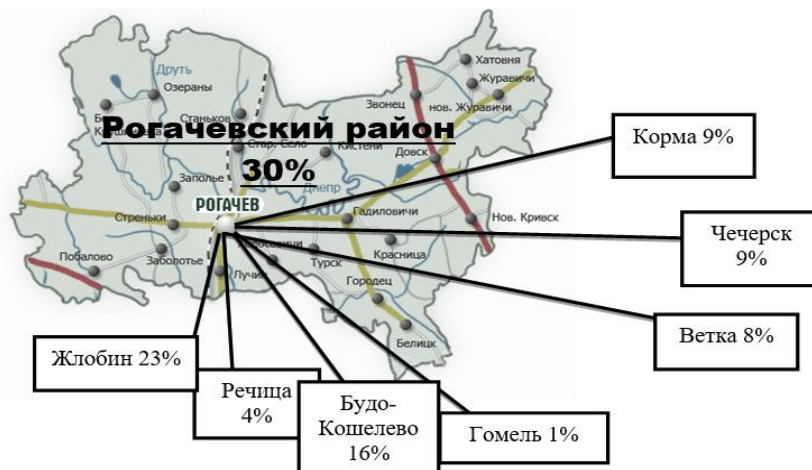 Хатовня
Друть
Озераны
Журавичи
Звонец
нов. Журавичи
Станьков
Рогачевский район
30%
Стар. Село
Кистени
Довск
Корма 9%
Заполье
Днепр
РОГАЧЕВ
Стреньки
Гадиловичи
Нов. Кривск
Чечерск
9%
Побалово
Заболотье
Лучин
Турск
Красница
Городец
Белицк
Ветка 8%
Жлобин 23%
Речица
4%
Будо-
Кошелево
16%
Гомель 1%